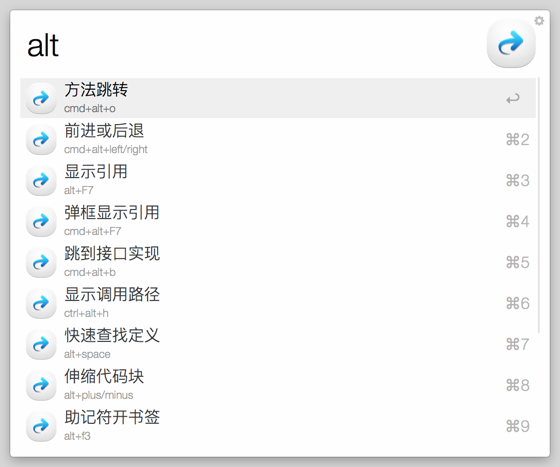 alt
方法跳转
cmd+alt+o
↩
前进或后退
cmd+alt+left/right
⌘2
显示引用
alt+F7
⌘3
弹框显示引用
cmd+alt+F7
⌘4
跳到接口实现
cmd+alt+b
⌘5
显示调用路径
ctrl+alt+h
⌘6
快速查找定义
alt+space
⌘7
伸缩代码块
alt+plus/minus
⌘8
助记符开书签
alt+f3
⌘9